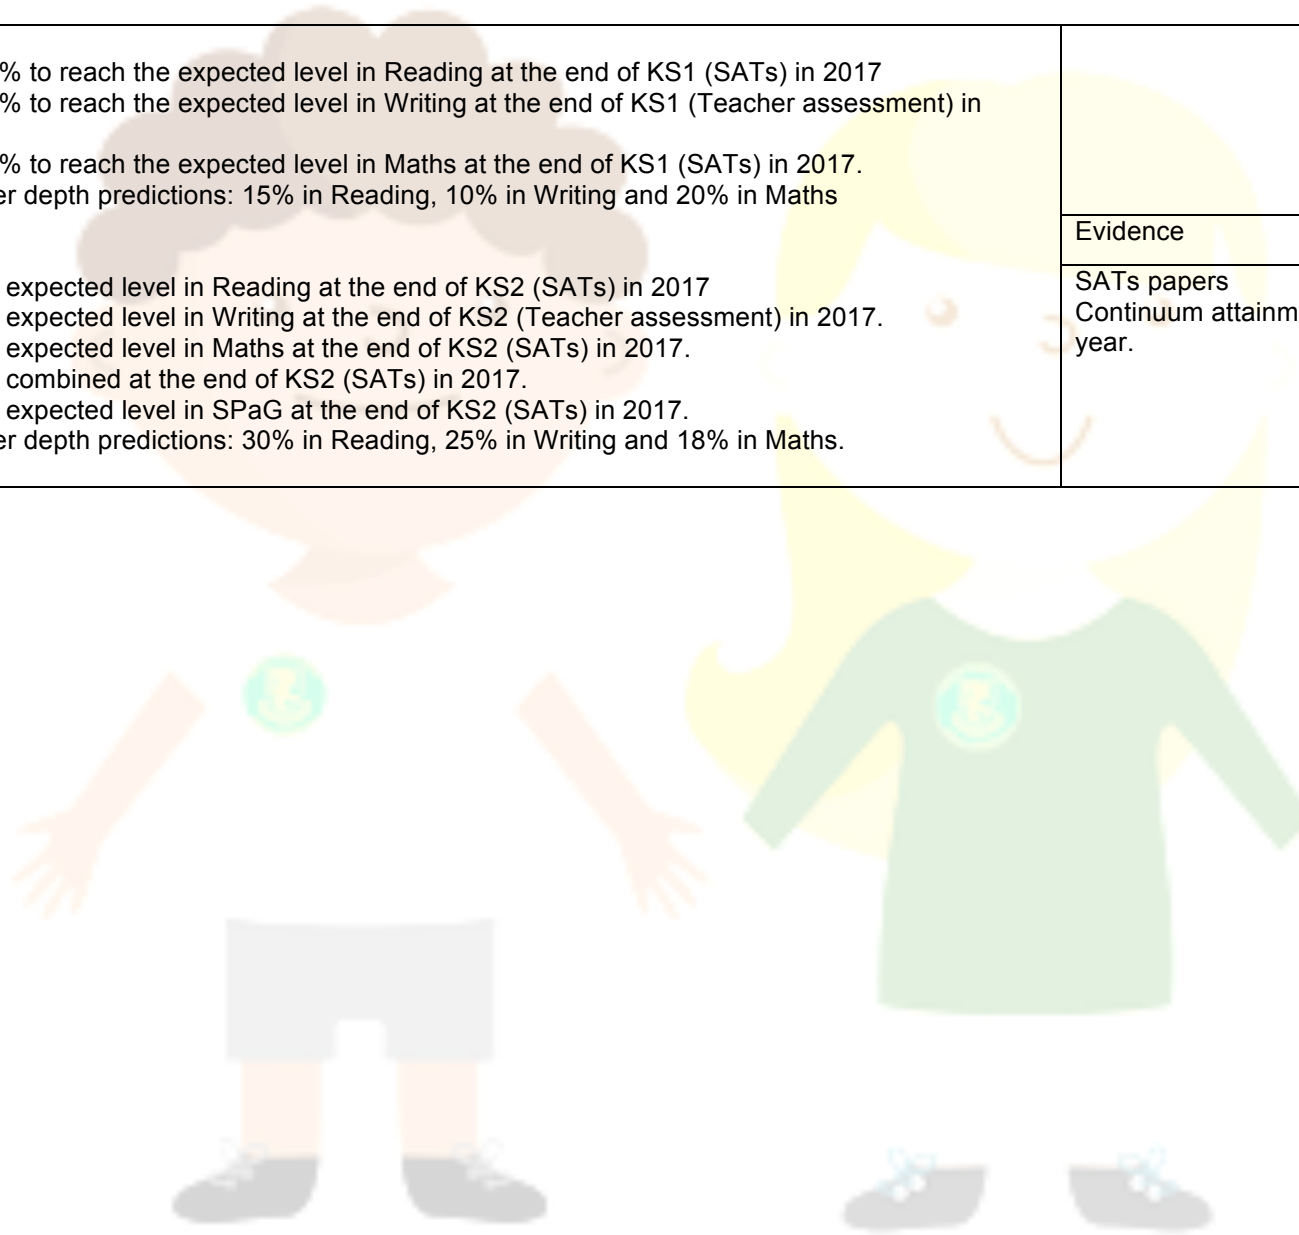 % to reach the expected level in Reading at the end of KS1 (SATs) in 2017
% to reach the expected level in Writing at the end of KS1 (Teacher assessment) in
% to reach the expected level in Maths at the end of KS1 (SATs) in 2017.
er depth predictions: 15% in Reading, 10% in Writing and 20% in Maths
expected level in Reading at the end of KS2 (SATs) in 2017
expected level in Writing at the end of KS2 (Teacher assessment) in 2017.
expected level in Maths at the end of KS2 (SATs) in 2017.
combined at the end of KS2 (SATs) in 2017.
expected level in SPaG at the end of KS2 (SATs) in 2017.
er depth predictions: 30% in Reading, 25% in Writing and 18% in Maths.
Evidence
SATs papers
Continuum attainm
year.